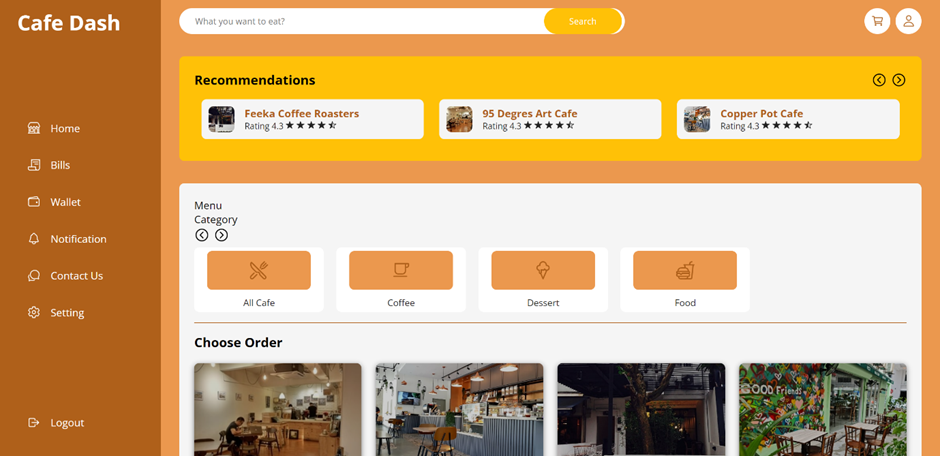 Cafe Dash
What you want to eat?
Search
Home
Bills
Wallet
Notification
Contact Us
Setting
Logout
Recommendations
Feeka Coffee Roasters
Rating 4.3
95 Degres Art Cafe
Rating 4.3
Copper Pot Cafe
Rating 4.3
Menu
Category
All Cafe
Coffee
Dessert
Food
Choose Order
GOOD Friends